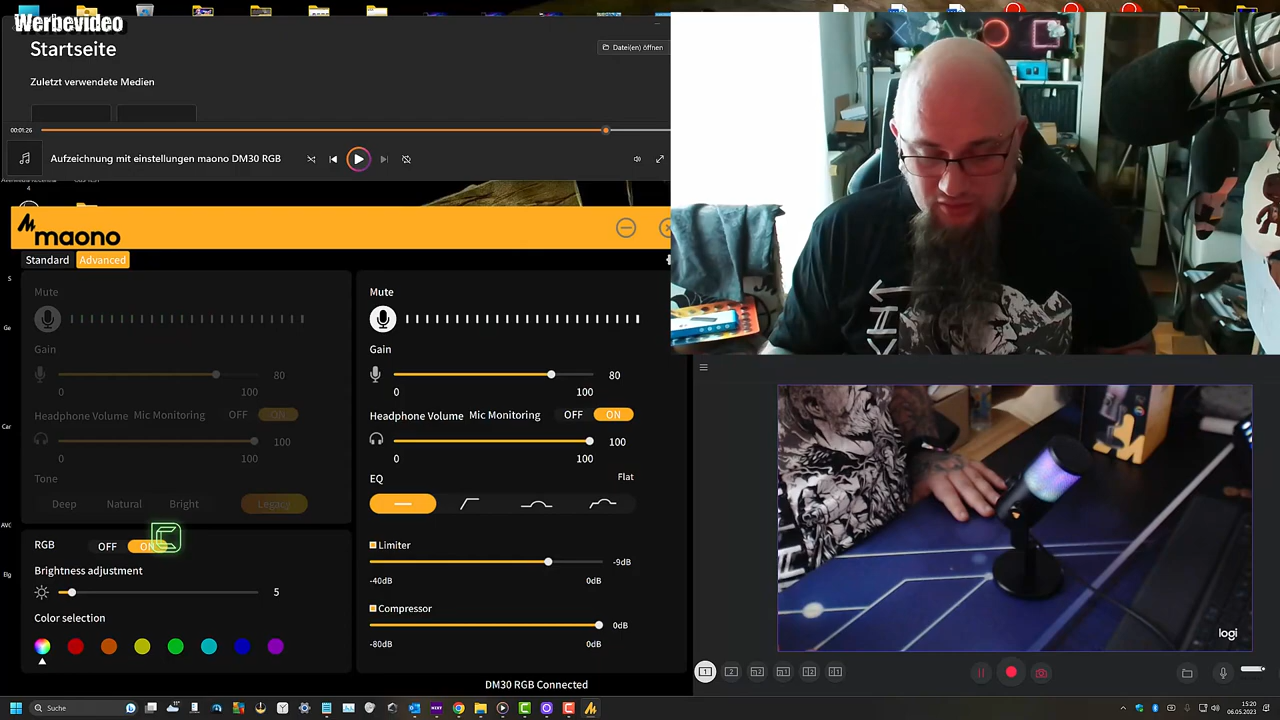 Werbevideo
Startseite
Datei(en) öffnen
Zuletzt verwendete Medien
00:01:26
Aufzeichnung mit einstellungen maono DM30 RGB
4
maono
Standard Advanced
Mute
Gain
80
0 100
Headphone Volume Mic Monitoring OFF ON
100
0 100
Tone
Deep Natural Bright Legacy
RGB OFF ON
Brightness adjustment
5
Color selection
Mute
Gain
80
0 100
Headphone Volume Mic Monitoring OFF ON
100
0 100
EQ Flat
Limiter
-9dB
-40dB 0dB
Compressor
0dB
-80dB 0dB
DM30 RGB Connected
logi
Suche
15:20
06.05.2023